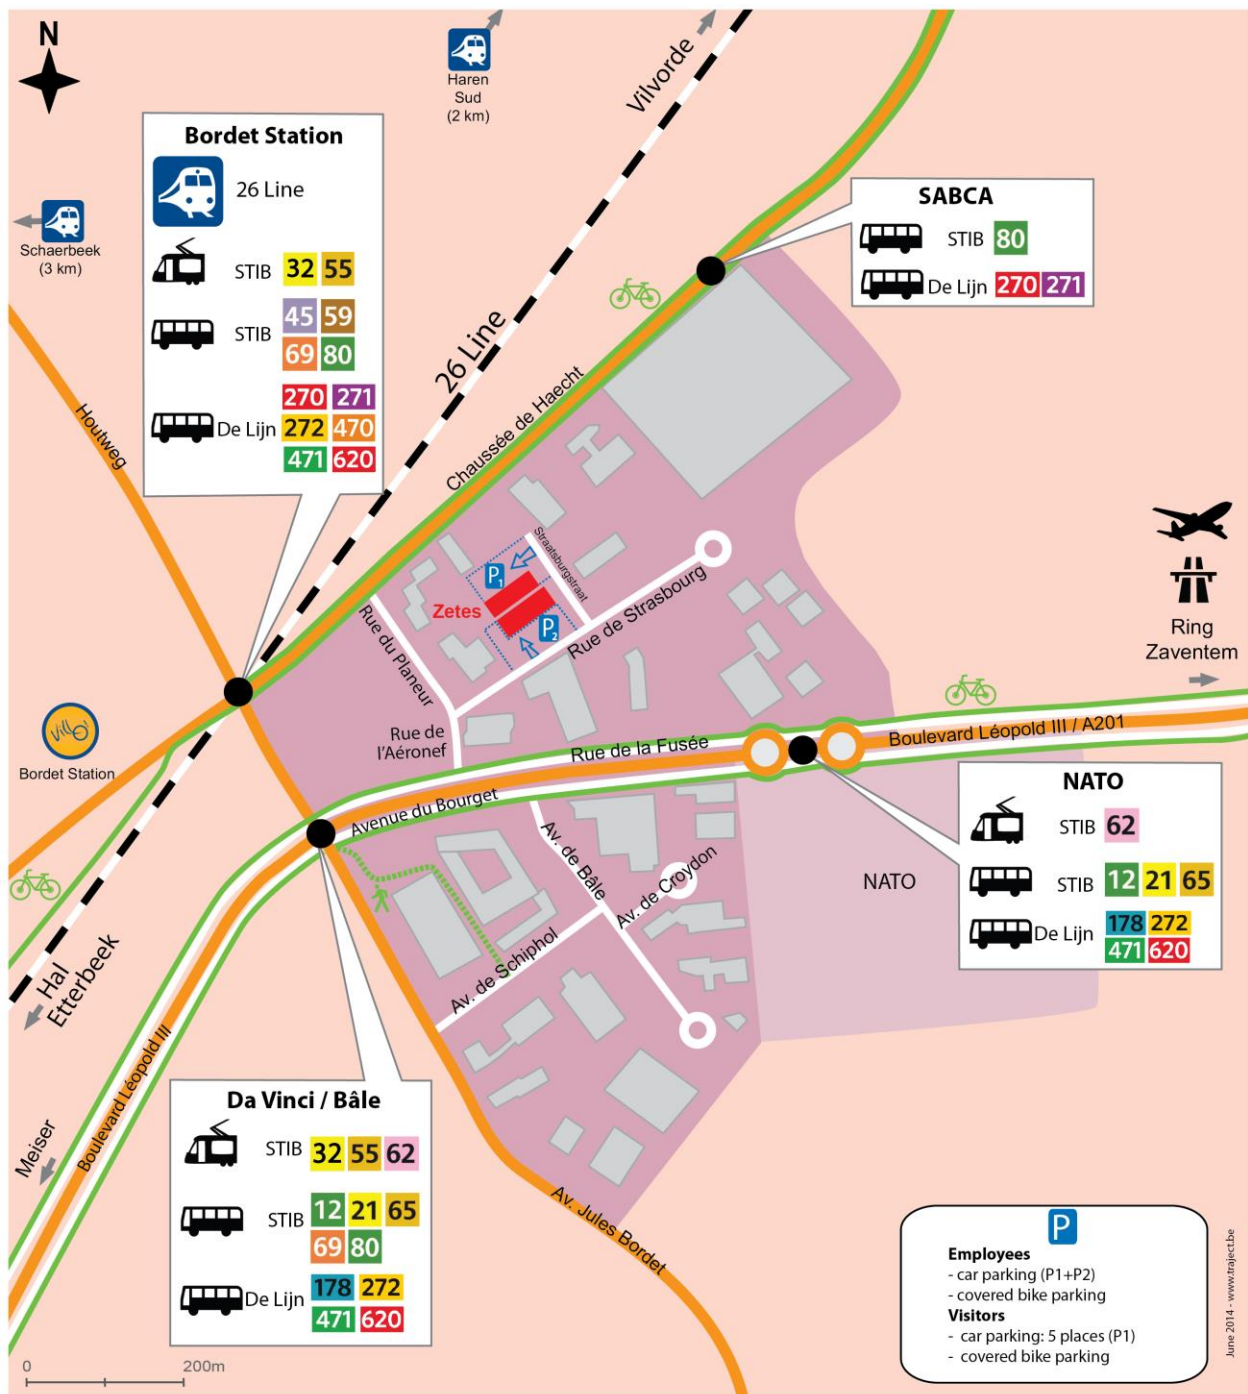 N
Haren
Sud
(2 km)
Vilvorde
Bordet Station
26 Line
STIB 32 55
STIB 45 59
69 80
De Lijn 270 271
272 470
471 620
Schaerbeek
(3 km)
SABCA
STIB 80
De Lijn 270 271
26 Line
Houtweg
Chaussée de Haecht
Straatsburgstraat
P1
Zetes
P2
Rue de Strasbourg
Rue du Planeur
Rue de
l'Aéronef
Ring
Zaventem
Villo!
Bordet Station
Rue de la Fusée
Boulevard Léopold III / A201
Avenue du Bourget
Av. de Bâle
Av. de Croydon
Av. de Schiphol
NATO
NATO
STIB 62
STIB 12 21 65
De Lijn 178 272
471 620
Hal
Etterbeek
Boulevard Léopold III
Meiser
Da Vinci / Bâle
STIB 32 55 62
STIB 12 21 65
69 80
De Lijn 178 272
471 620
Av. Jules Bordet
P
Employees
- car parking (P1+P2)
- covered bike parking
Visitors
- car parking: 5 places (P1)
- covered bike parking
June 2014 - www.traject.be
0 200m